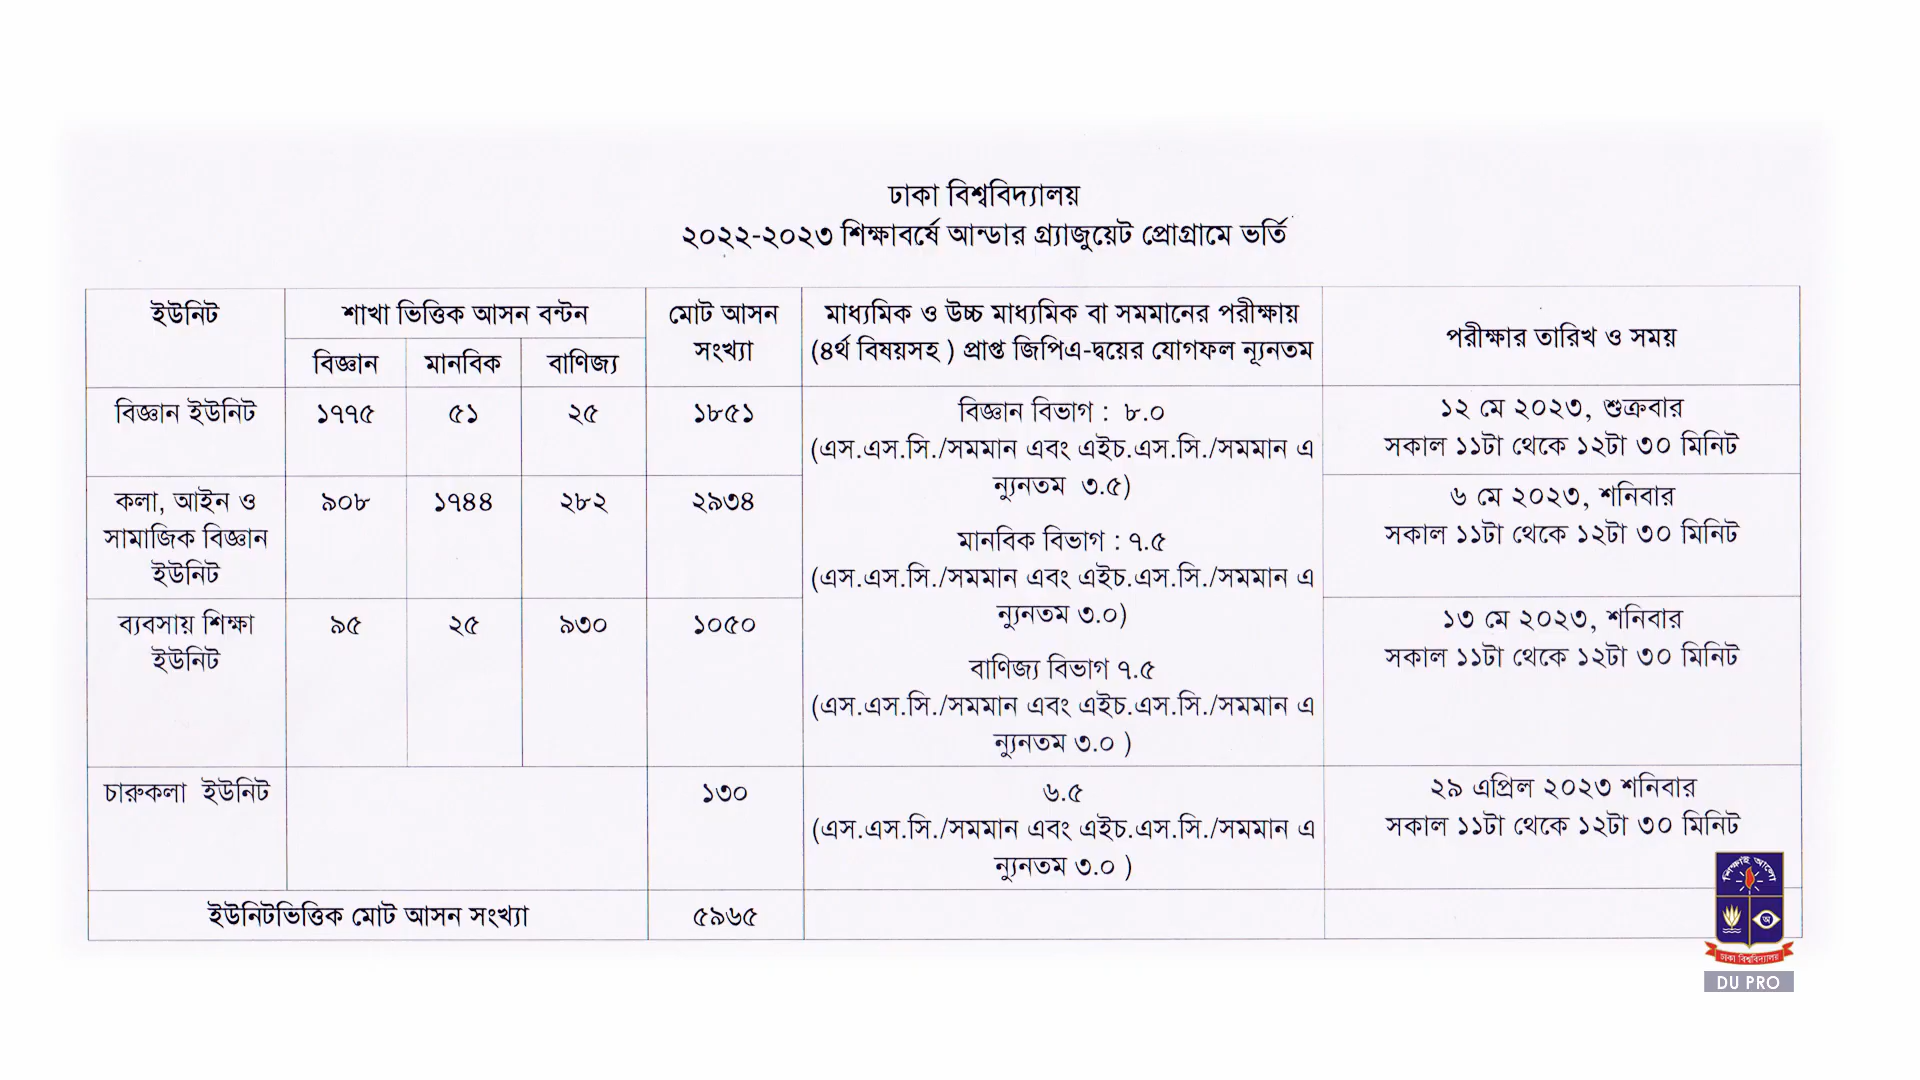 ঢাকা বিশ্ববিদ্যালয়
২০২২-২০২৩ শিক্ষাবর্ষে আন্ডার গ্র্যাজুয়েট প্রোগ্রামে ভর্তি
ইউনিট
শাখা ভিত্তিক আসন বন্টন
মোট আসন
সংখ্যা
মাধ্যমিক ও উচ্চ মাধ্যমিক বা সমমানের পরীক্ষায়
(৪র্থ বিষয়সহ ) প্রাপ্ত জিপিএ-দ্বয়ের যোগফল ন্যূনতম
পরীক্ষার তারিখ ও সময়
বিজ্ঞান মানবিক বাণিজ্য
বিজ্ঞান ইউনিট ১৭৭৫ ৫১ ২৫ ১৮৫১
বিজ্ঞান বিভাগ : ৮.০
(এস.এস.সি./সমমান এবং এইচ.এস.সি./সমমান এ
ন্যুনতম ৩.৫)
১২ মে ২০২৩, শুক্রবার
সকাল ১১টা থেকে ১২টা ৩০ মিনিট
কলা, আইন ও
সামাজিক বিজ্ঞান
ইউনিট
৯০৮ ১৭৪৪ ২৮২ ২৯৩৪
মানবিক বিভাগ : ৭.৫
(এস.এস.সি./সমমান এবং এইচ.এস.সি./সমমান এ
ন্যুনতম ৩.০)
৬ মে ২০২৩, শনিবার
সকাল ১১টা থেকে ১২টা ৩০ মিনিট
ব্যবসায় শিক্ষা
ইউনিট
৯৫ ২৫ ৯৩০ ১০৫০
বাণিজ্য বিভাগ ৭.৫
(এস.এস.সি./সমমান এবং এইচ.এস.সি./সমমান এ
ন্যুনতম ৩.০ )
১৩ মে ২০২৩, শনিবার
সকাল ১১টা থেকে ১২টা ৩০ মিনিট
চারুকলা ইউনিট ১৩০
৬.৫
(এস.এস.সি./সমমান এবং এইচ.এস.সি./সমমান এ
ন্যুনতম ৩.০ )
২৯ এপ্রিল ২০২৩ শনিবার
সকাল ১১টা থেকে ১২টা ৩০ মিনিট
ইউনিটভিত্তিক মোট আসন সংখ্যা ৫৯৬৫
শিক্ষাই আলো
অ
ঢাকা বিশ্ববিদ্যালয়
DU PRO